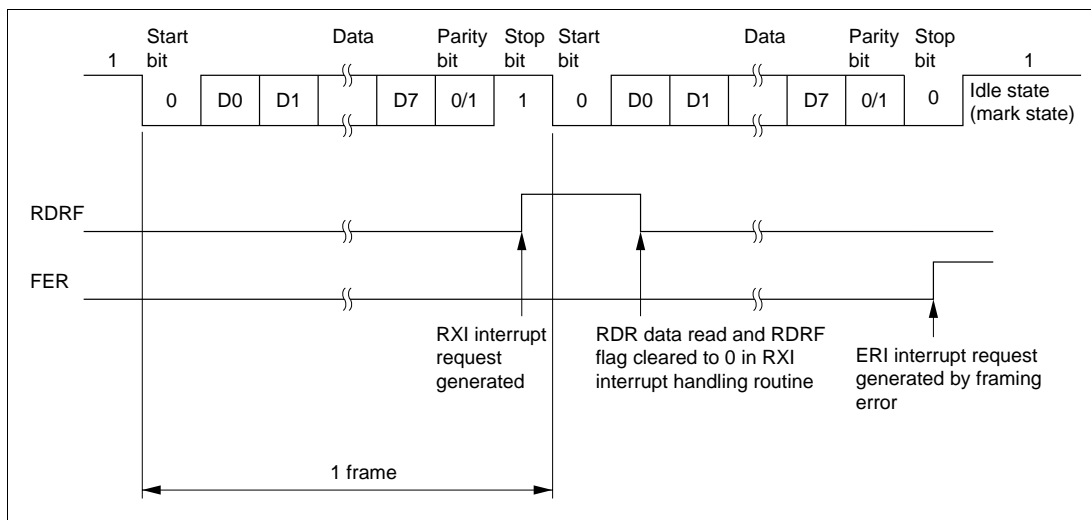 1
Start bit
Data
Parity bit
Stop bit
Start bit
Data
Parity bit
Stop bit
1
0 D0 D1 D7 0/1 1 0 D0 D1 D7 0/1 0
Idle state
(mark state)
RDRF
FER
RXI interrupt
request
generated
RDR data read and RDRF
flag cleared to 0 in RXI
interrupt handling routine
ERI interrupt request
generated by framing
error
1 frame